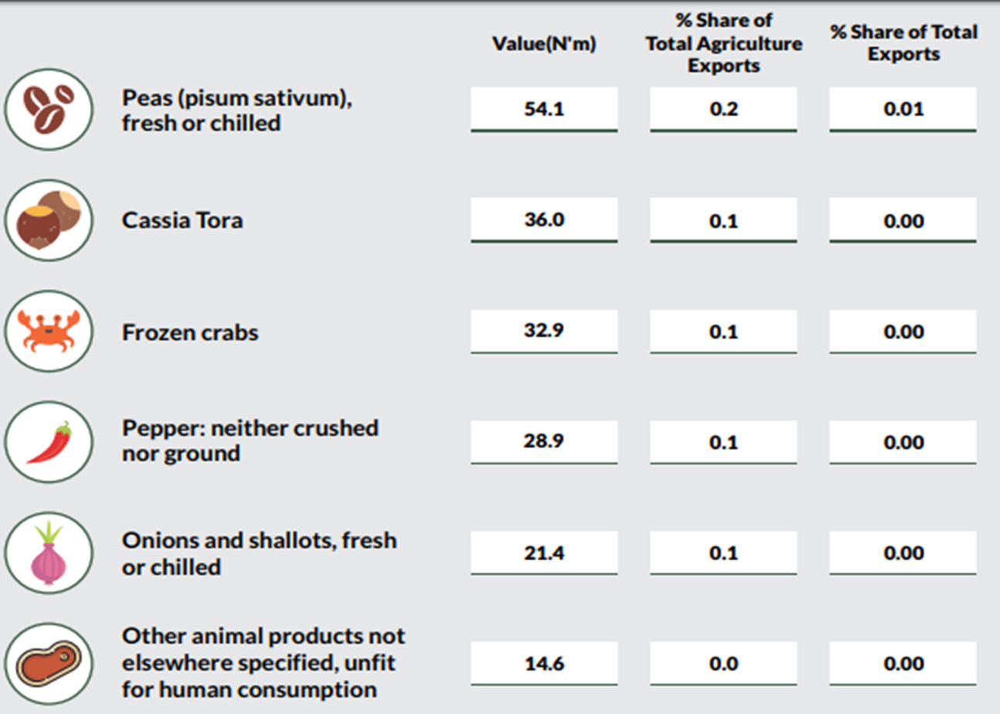 Value(N'm)
% Share of
Total Agriculture
Exports
% Share of Total
Exports
Peas (pisum sativum),
fresh or chilled
54.1
0.2
0.01
Cassia Tora
36.0
0.1
0.00
Frozen crabs
32.9
0.1
0.00
Pepper: neither crushed
nor ground
28.9
0.1
0.00
Onions and shallots, fresh
or chilled
21.4
0.1
0.00
Other animal products not
elsewhere specified, unfit
for human consumption
14.6
0.0
0.00